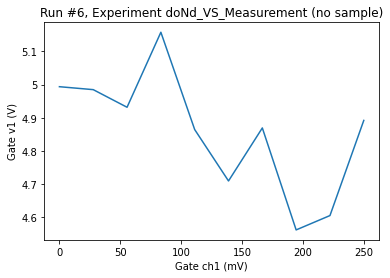 Run #6, Experiment doNd_VS_Measurement (no sample)
5.1
5
4.9
4.8
4.7
4.6
Gate v1 (V)
0 50 100 150 200 250
Gate ch1 (mV)